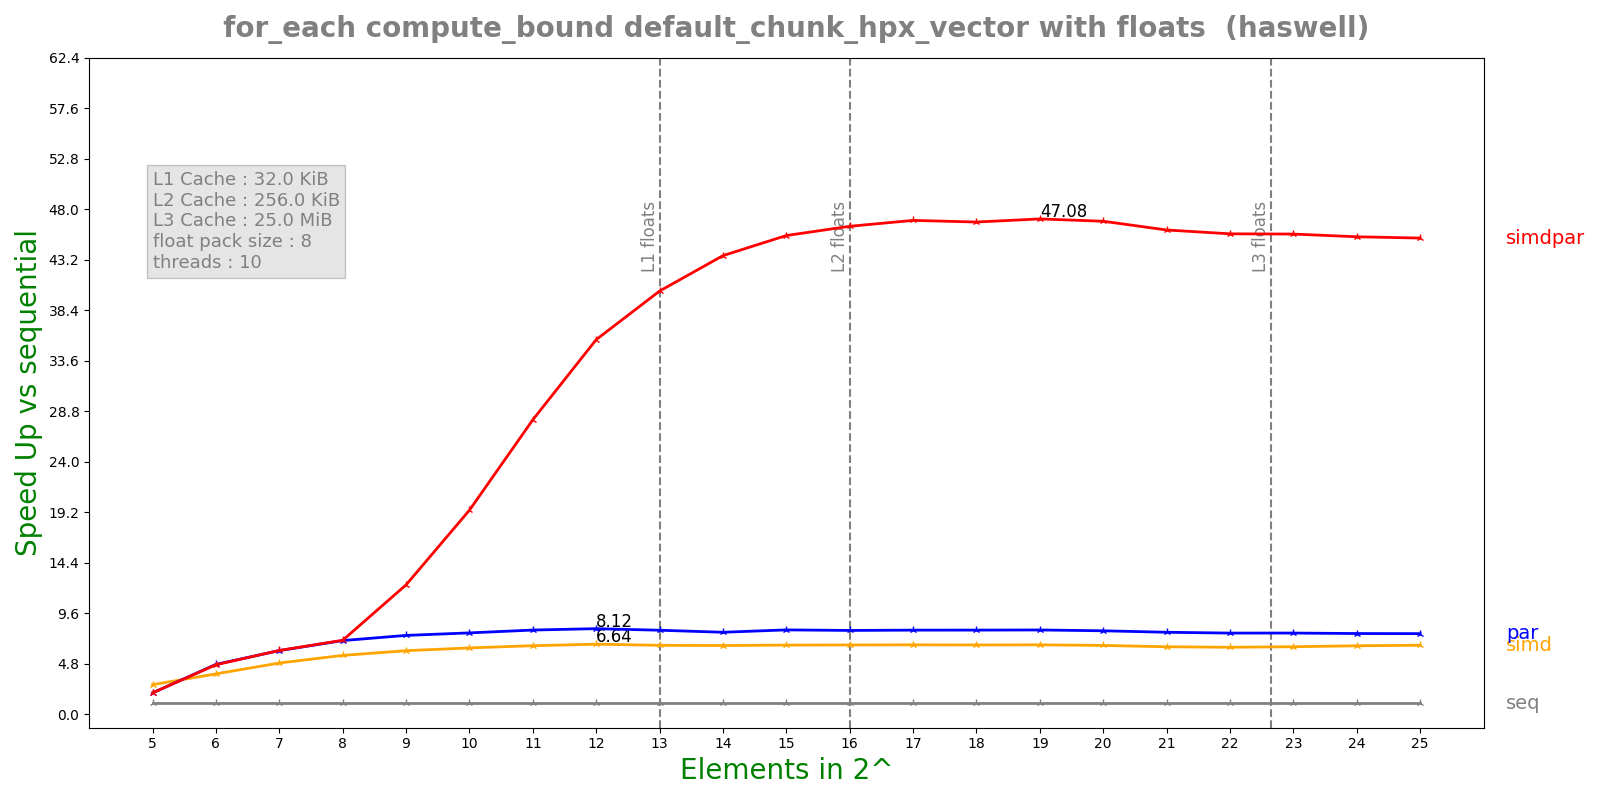 for_each compute_bound default_chunk_hpx_vector with floats  (haswell)
62.4
57.6
52.8
48.0
43.2
38.4
33.6
28.8
24.0
19.2
14.4
9.6
4.8
0.0
Speed Up vs sequential
L1 Cache : 32.0 KiB
L2 Cache : 256.0 KiB
L3 Cache : 25.0 MiB
float pack size : 8
threads : 10
L1 floats
L2 floats
L3 floats
47.08
8.12
6.64
simdpar
par
simd
seq
5 6 7 8 9 10 11 12 13 14 15 16 17 18 19 20 21 22 23 24 25
Elements in 2^